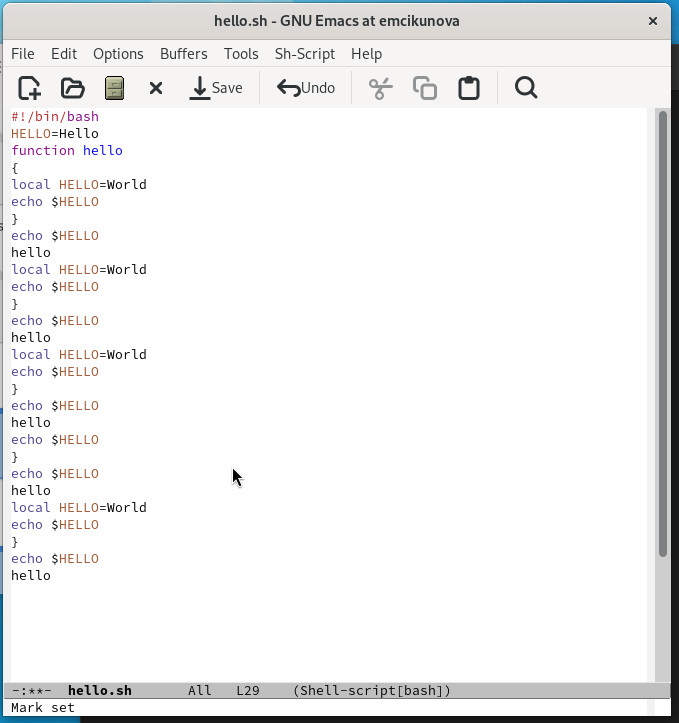 hello.sh - GNU Emacs at emcikunova
File Edit Options Buffers Tools Sh-Script Help
Save Undo
#!/bin/bash
HELLO=Hello
function hello
{
local HELLO=World
echo $HELLO
}
echo $HELLO
hello
local HELLO=World
echo $HELLO
}
echo $HELLO
hello
local HELLO=World
echo $HELLO
}
echo $HELLO
hello
echo $HELLO
}
echo $HELLO
hello
local HELLO=World
echo $HELLO
}
echo $HELLO
hello
-:**- hello.sh All L29 (Shell-script[bash])
Mark set